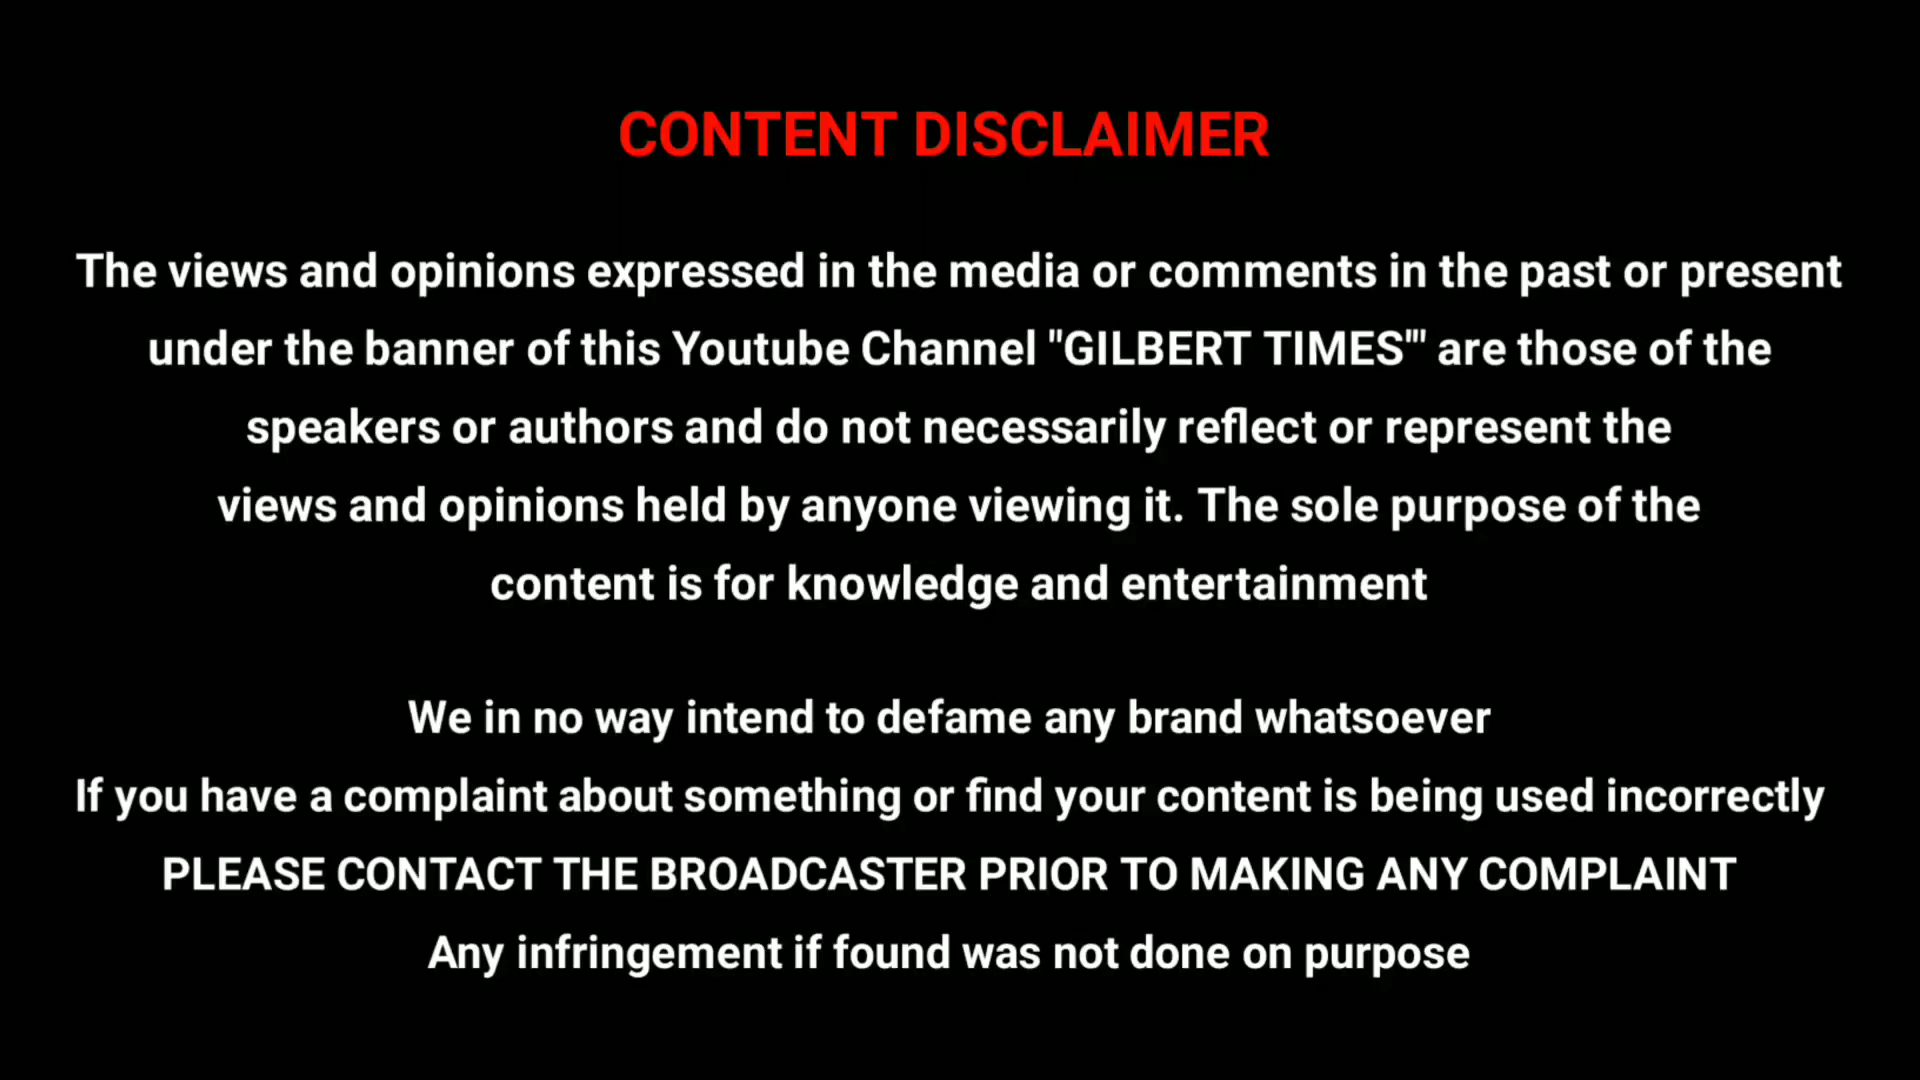 CONTENT DISCLAIMER
The views and opinions expressed in the media or comments in the past or present
under the banner of this Youtube Channel "GILBERT TIMES"' are those of the
speakers or authors and do not necessarily reflect or represent the
views and opinions held by anyone viewing it. The sole purpose of the
content is for knowledge and entertainment
We in no way intend to defame any brand whatsoever
If you have a complaint about something or find your content is being used incorrectly
PLEASE CONTACT THE BROADCASTER PRIOR TO MAKING ANY COMPLAINT
Any infringement if found was not done on purpose